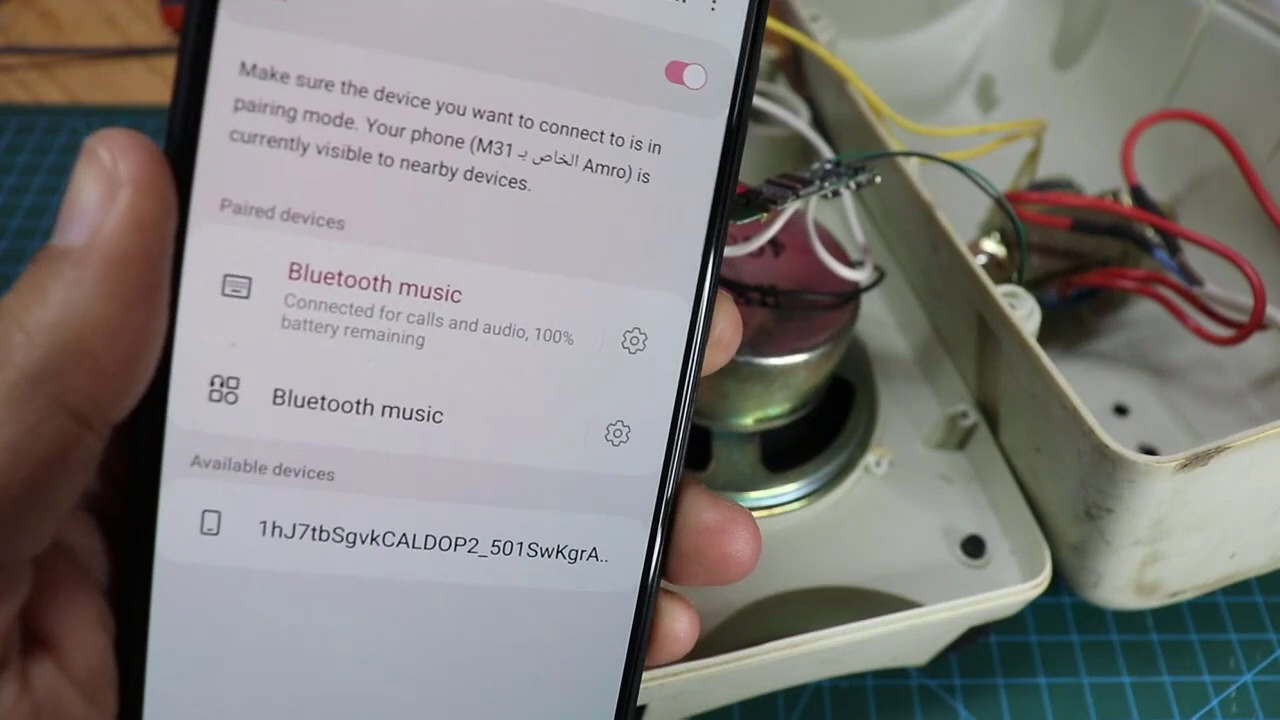 Make sure the device you want to connect to is in
pairing mode. Your phone (M31 الخاص بـ Amro) is
currently visible to nearby devices.
Paired devices
Bluetooth music
Connected for calls and audio, 100%
battery remaining
Bluetooth music
Available devices
1hJ7tbSgvkCALDOP2_501SwKgrA..